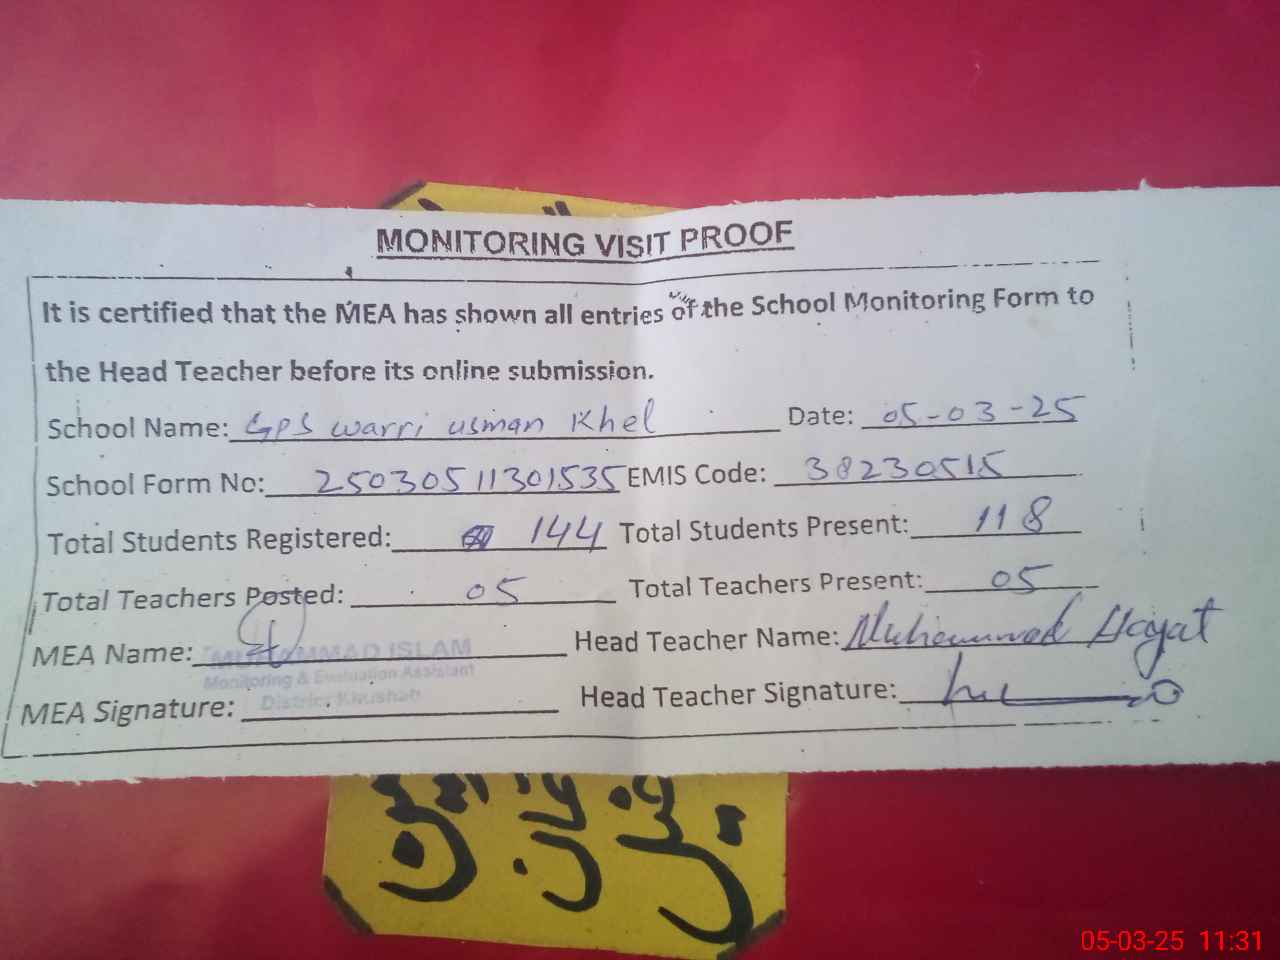 MONITORING VISIT PROOF
It is certified that the MEA has shown all entries of the School Monitoring Form to
the Head Teacher before its online submission.
School Name: GPS warri usman Khel Date: 05-03-25
School Form No: 25030511301535 EMIS Code: 38230515
Total Students Registered: 144 Total Students Present: 118
Total Teachers Posted: 05 Total Teachers Present: 05
MEA Name: MUHAMMAD ISLAM Head Teacher Name: Muhammad Hayat
Monitoring & Evaluation Assistant
District Khushab
MEA Signature: Head Teacher Signature:
05-03-25 11:31